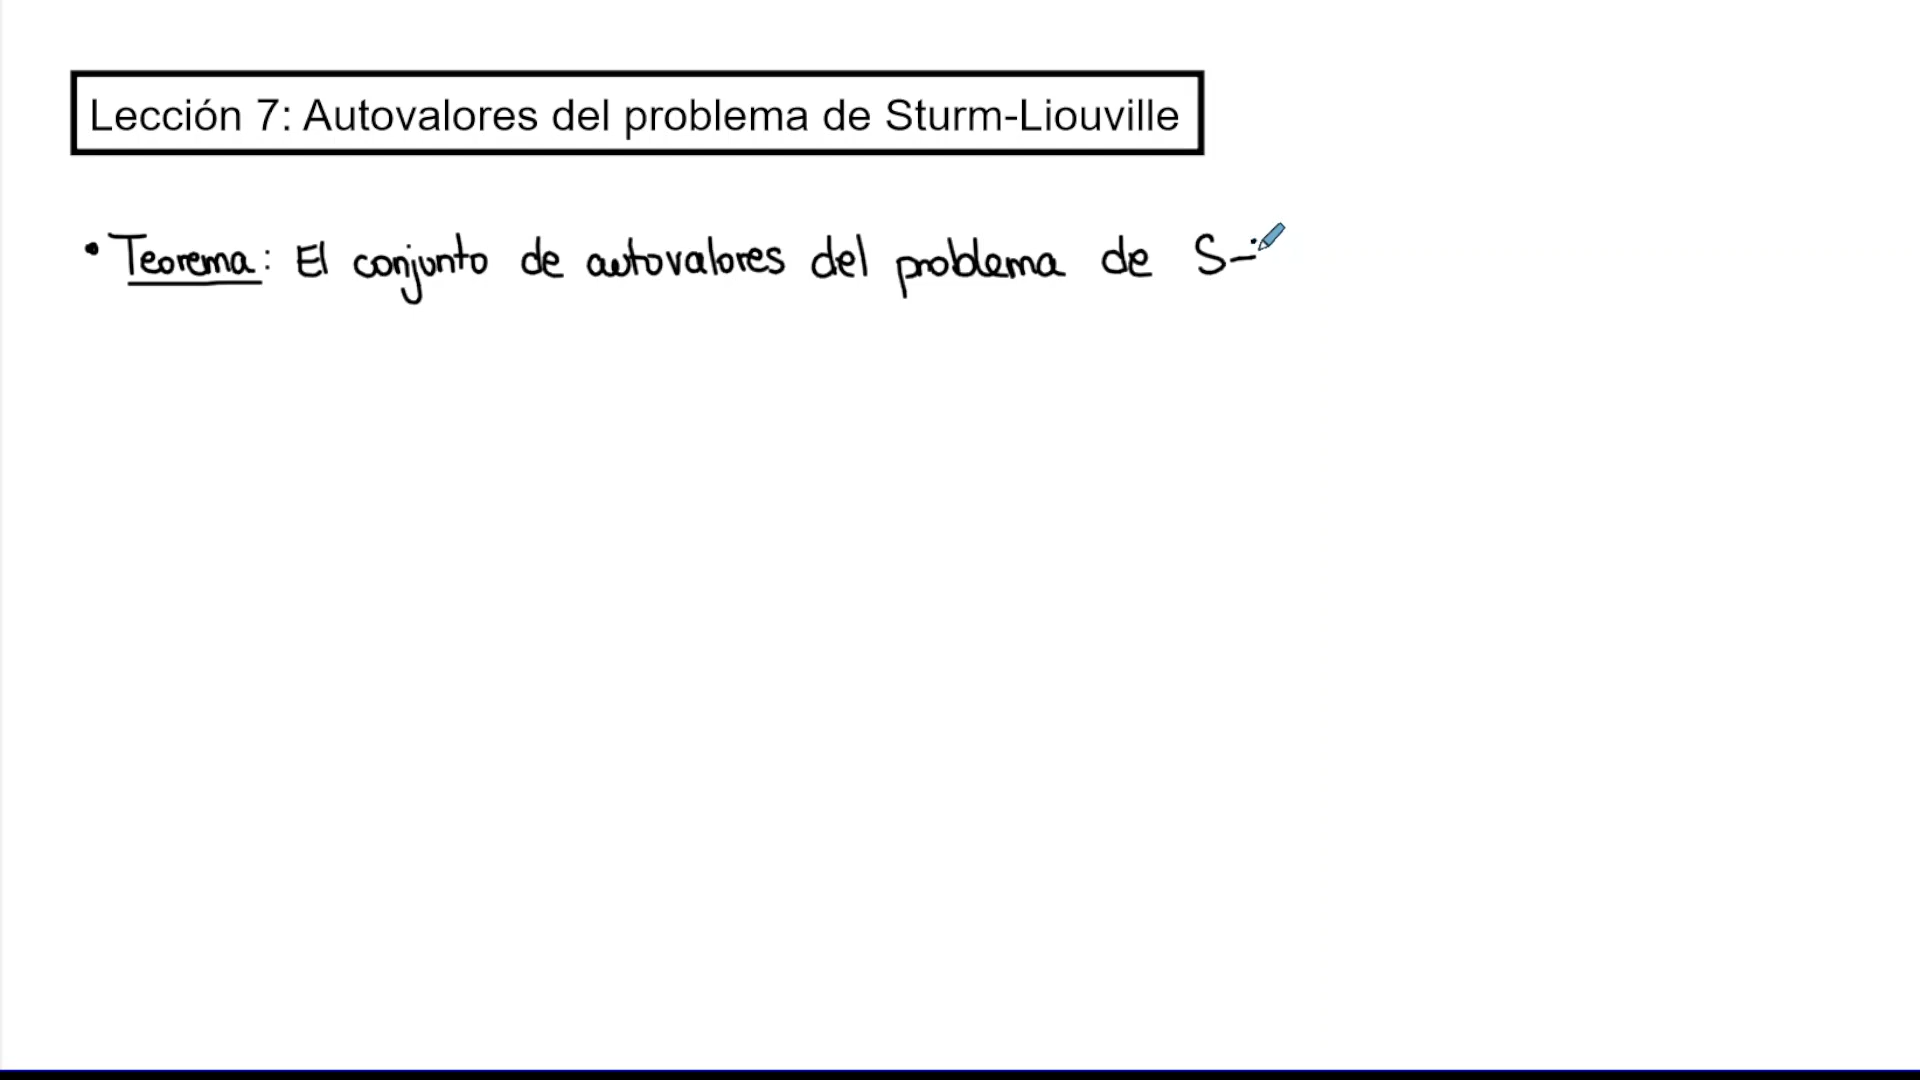 Lección 7: Autovalores del problema de Sturm-Liouville
• Teorema: El conjunto de autovalores del problema de S-